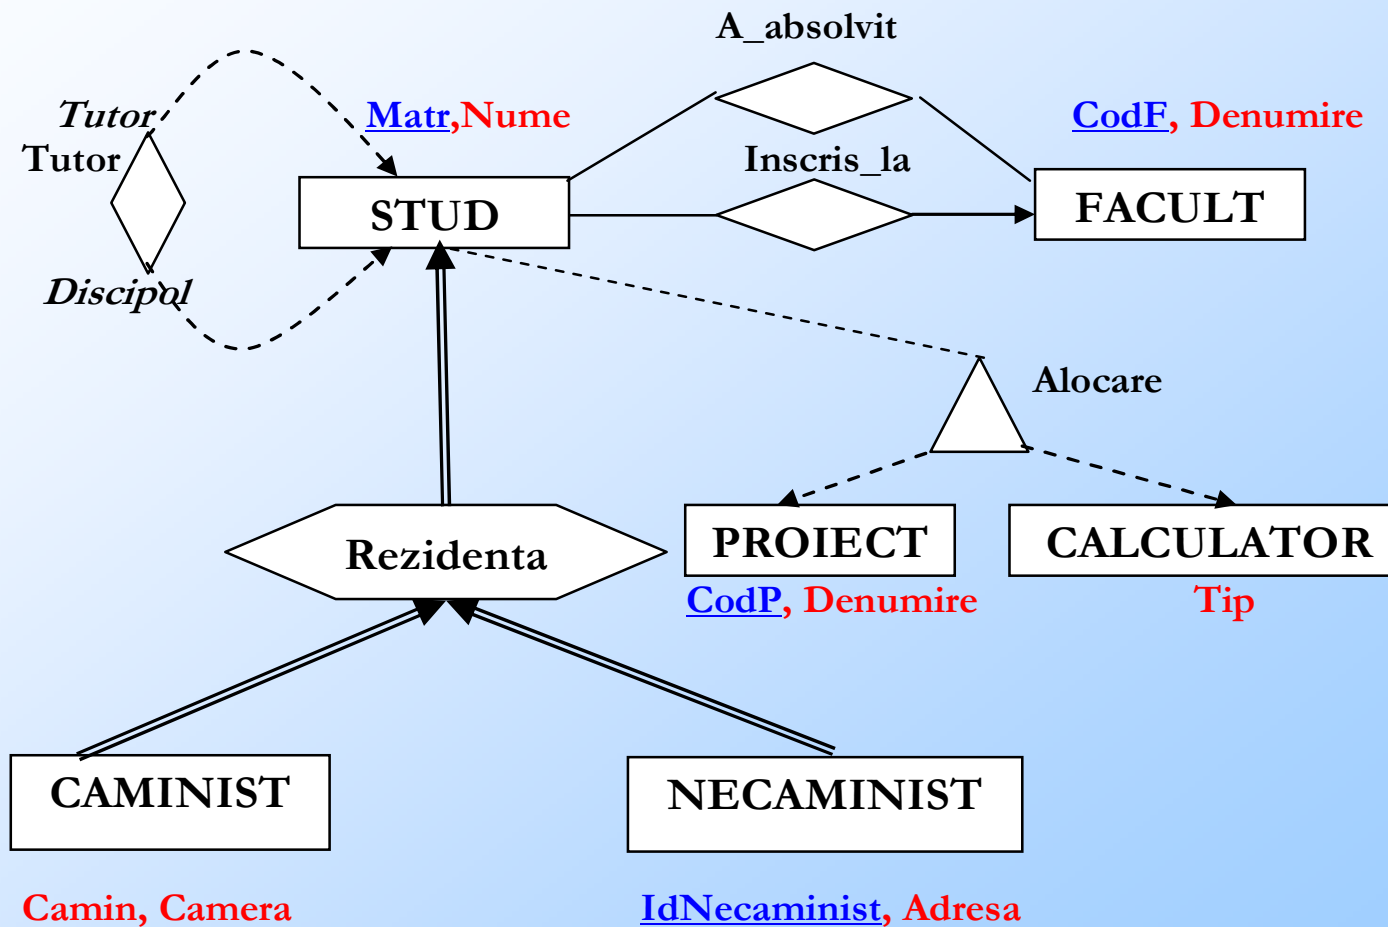 A_absolvit
Tutor
Matr,Nume
CodF, Denumire
Tutor
Inscris_la
STUD
FACULT
Discipol
Alocare
Rezidenta
PROIECT
CALCULATOR
CodP, Denumire
Tip
CAMINIST
NECAMINIST
Camin, Camera
IdNecaminist, Adresa